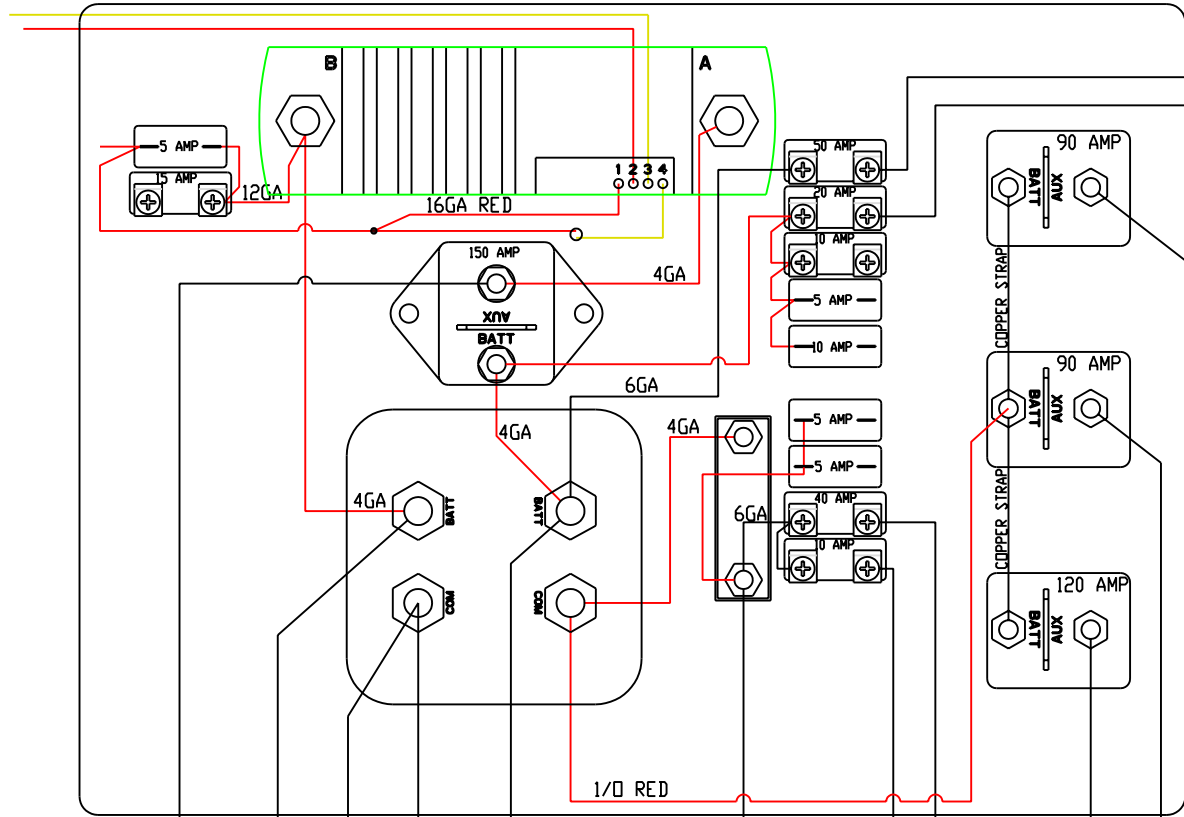 B
A
50 AMP
90 AMP
5 AMP
1 2 3 4
15 AMP
12GA
20 AMP
BATT
AUX
16GA RED
10 AMP
150 AMP
4GA
COPPER STRAP
5 AMP
AUX
BATT
10 AMP
90 AMP
6GA
BATT
AUX
5 AMP
4GA
4GA
5 AMP
4GA
BATT
BATT
40 AMP
6GA
COPPER STRAP
10 AMP
120 AMP
COM
COM
BATT
AUX
1/0 RED